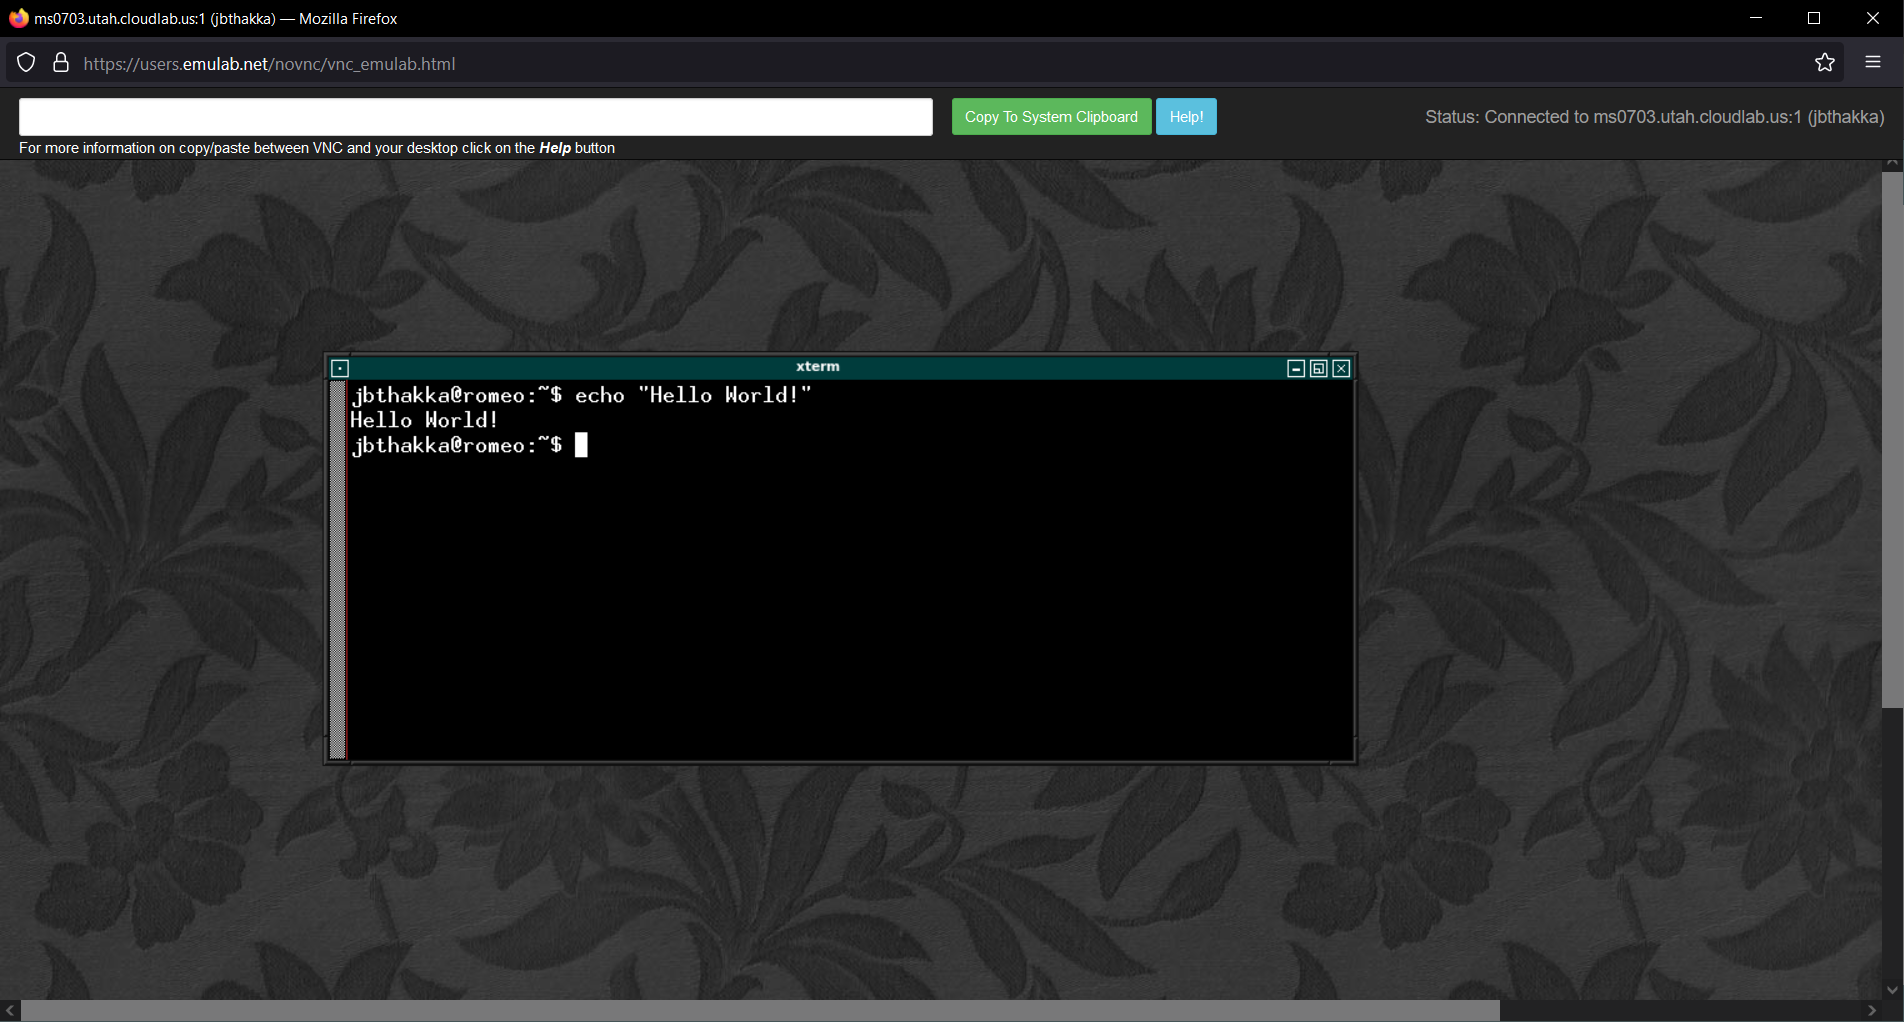 ms0703.utah.cloudlab.us:1 (jbthakka) — Mozilla Firefox
https://users.emulab.net/novnc/vnc_emulab.html
Copy To System Clipboard
Help!
Status: Connected to ms0703.utah.cloudlab.us:1 (jbthakka)
For more information on copy/paste between VNC and your desktop click on the Help button
xterm
jbthakka@romeo:~$ echo "Hello World!"
Hello World!
jbthakka@romeo:~$